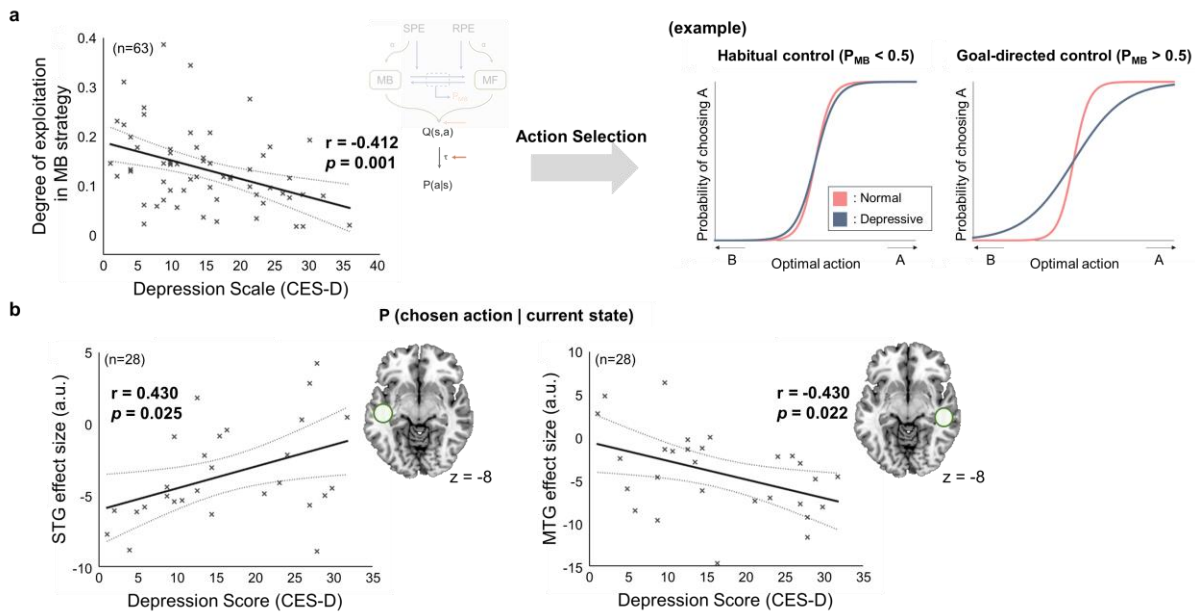 a
(n=63)
0.4
0.3
0.2
0.1
0
0 5 10 15 20 25 30 35 40
Degree of exploitation
in MB strategy
Depression Scale (CES-D)
r = -0.412
p = 0.001
SPE RPE
α α
MB MF
Q(s,a)
τ
P(a|s)
Action Selection
(example)
Habitual control (PMB < 0.5)
Probability of choosing A
: Normal
: Depressive
B Optimal action A
Goal-directed control (PMB > 0.5)
Probability of choosing A
B Optimal action A
b
P (chosen action | current state)
(n=28)
r = 0.430
p = 0.025
5
0
-5
-10
0 5 10 15 20 25 30 35
STG effect size (a.u.)
Depression Score (CES-D)
z = -8
(n=28)
r = -0.430
p = 0.022
10
5
0
-5
-10
-15
0 5 10 15 20 25 30 35
MTG effect size (a.u.)
Depression Score (CES-D)
z = -8